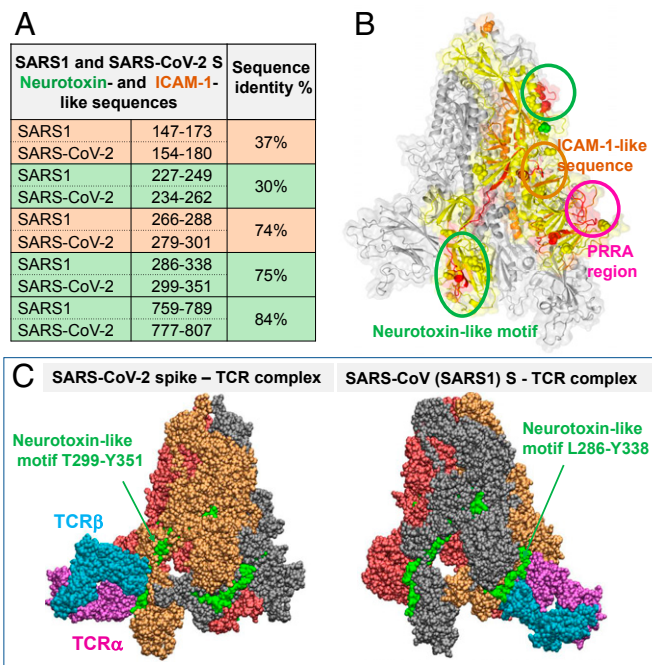 A
SARS1 and SARS-CoV-2 S
Neurotoxin- and ICAM-1-
like sequences
Sequence
identity %
SARS1 147-173
SARS-CoV-2 154-180
37%
SARS1 227-249
SARS-CoV-2 234-262
30%
SARS1 266-288
SARS-CoV-2 279-301
74%
SARS1 286-338
SARS-CoV-2 299-351
75%
SARS1 759-789
SARS-CoV-2 777-807
84%
B
ICAM-1-like
sequence
PRRA
region
Neurotoxin-like motif
C
SARS-CoV-2 spike – TCR complex
SARS-CoV (SARS1) S - TCR complex
Neurotoxin-like
motif T299-Y351
TCRβ
TCRα
Neurotoxin-like
motif L286-Y338